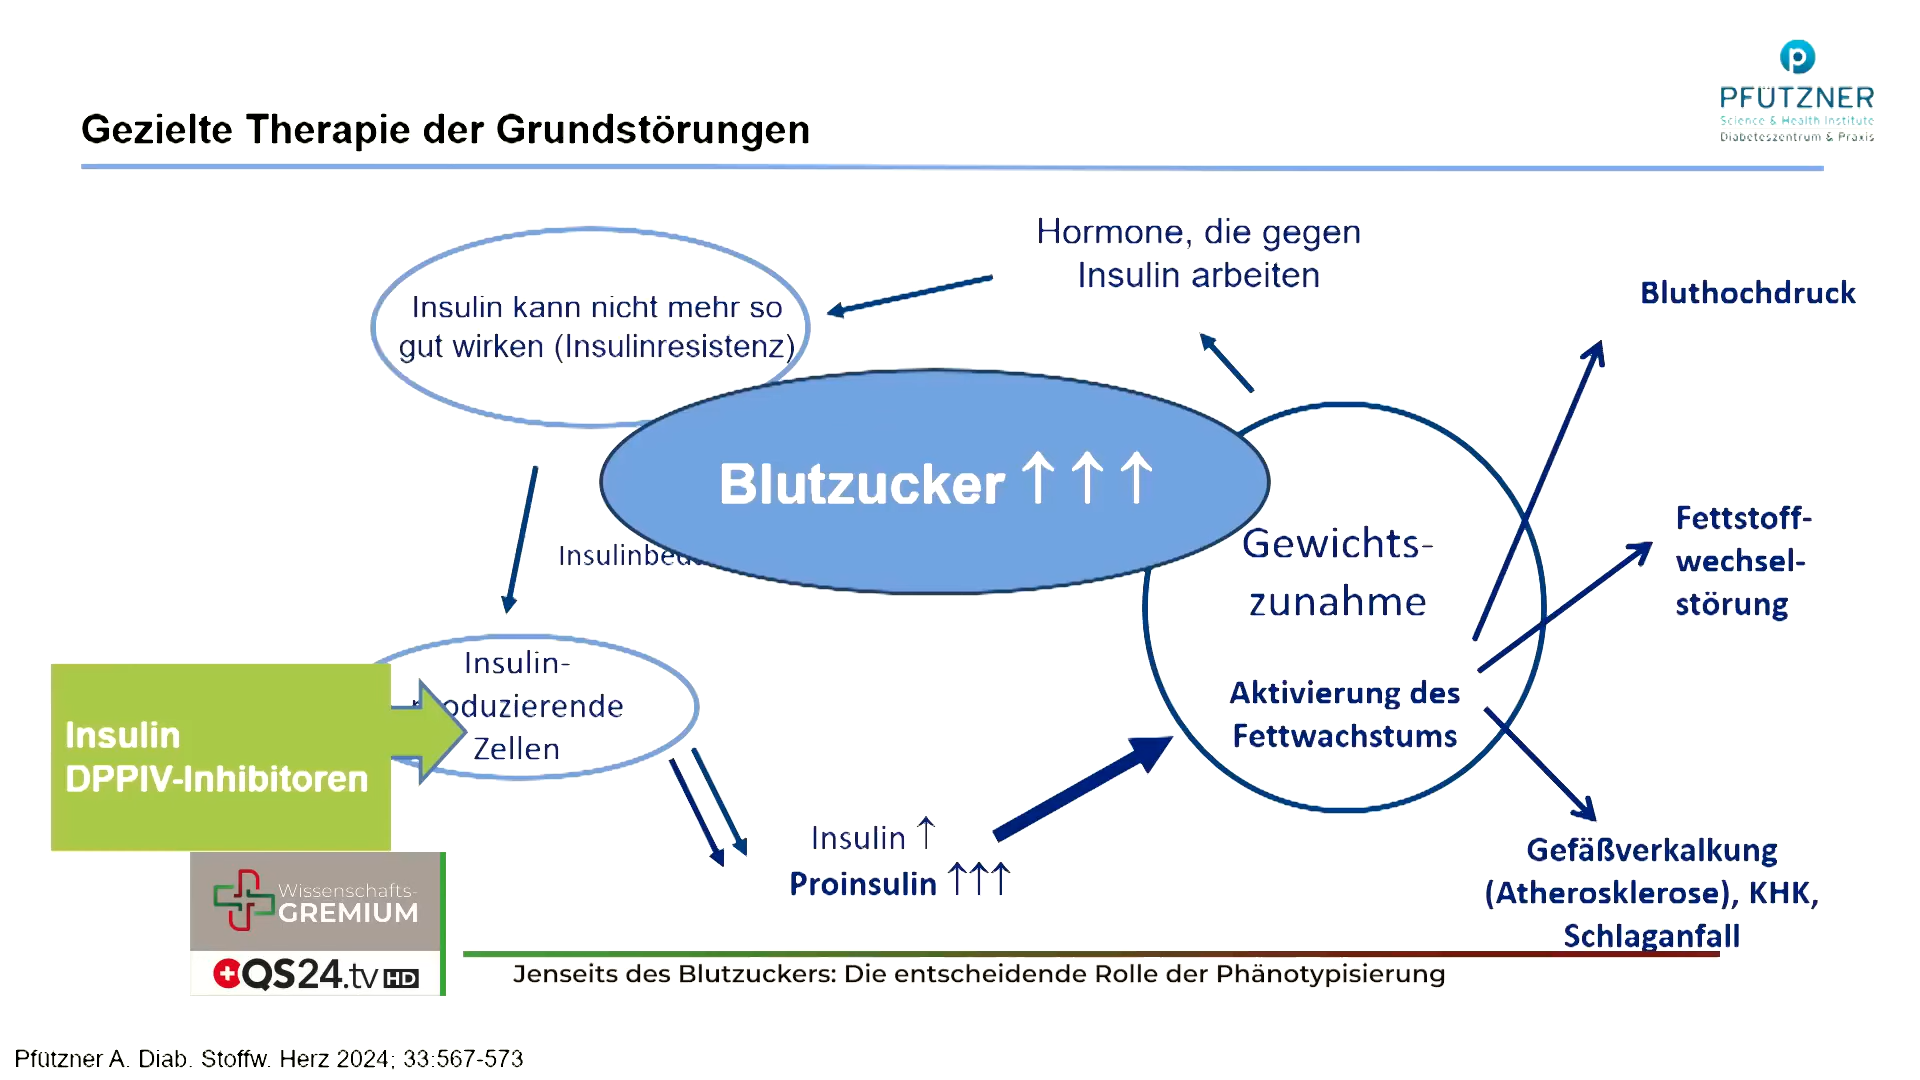 PFÜTZNER
Science & Health Institute
Diabeteszentrum & Praxis
Gezielte Therapie der Grundstörungen
Hormone, die gegen
Insulin arbeiten
Insulin kann nicht mehr so
gut wirken (Insulinresistenz)
Bluthochdruck
Blutzucker ↑↑↑
Fettstoff-
wechsel-
störung
Gewichts-
zunahme
Aktivierung des
Fettwachstums
Insulin-
Zellen
Insulin
DPPIV-Inhibitoren
Insulin ↑
Proinsulin ↑↑↑
Gefäßverkalkung
(Atherosklerose), KHK,
Schlaganfall
Wissenschafts-
GREMIUM
QS24.tv HD
Jenseits des Blutzuckers: Die entscheidende Rolle der Phänotypisierung
Pfützner A. Diab. Stoffw. Herz 2024; 33:567-573